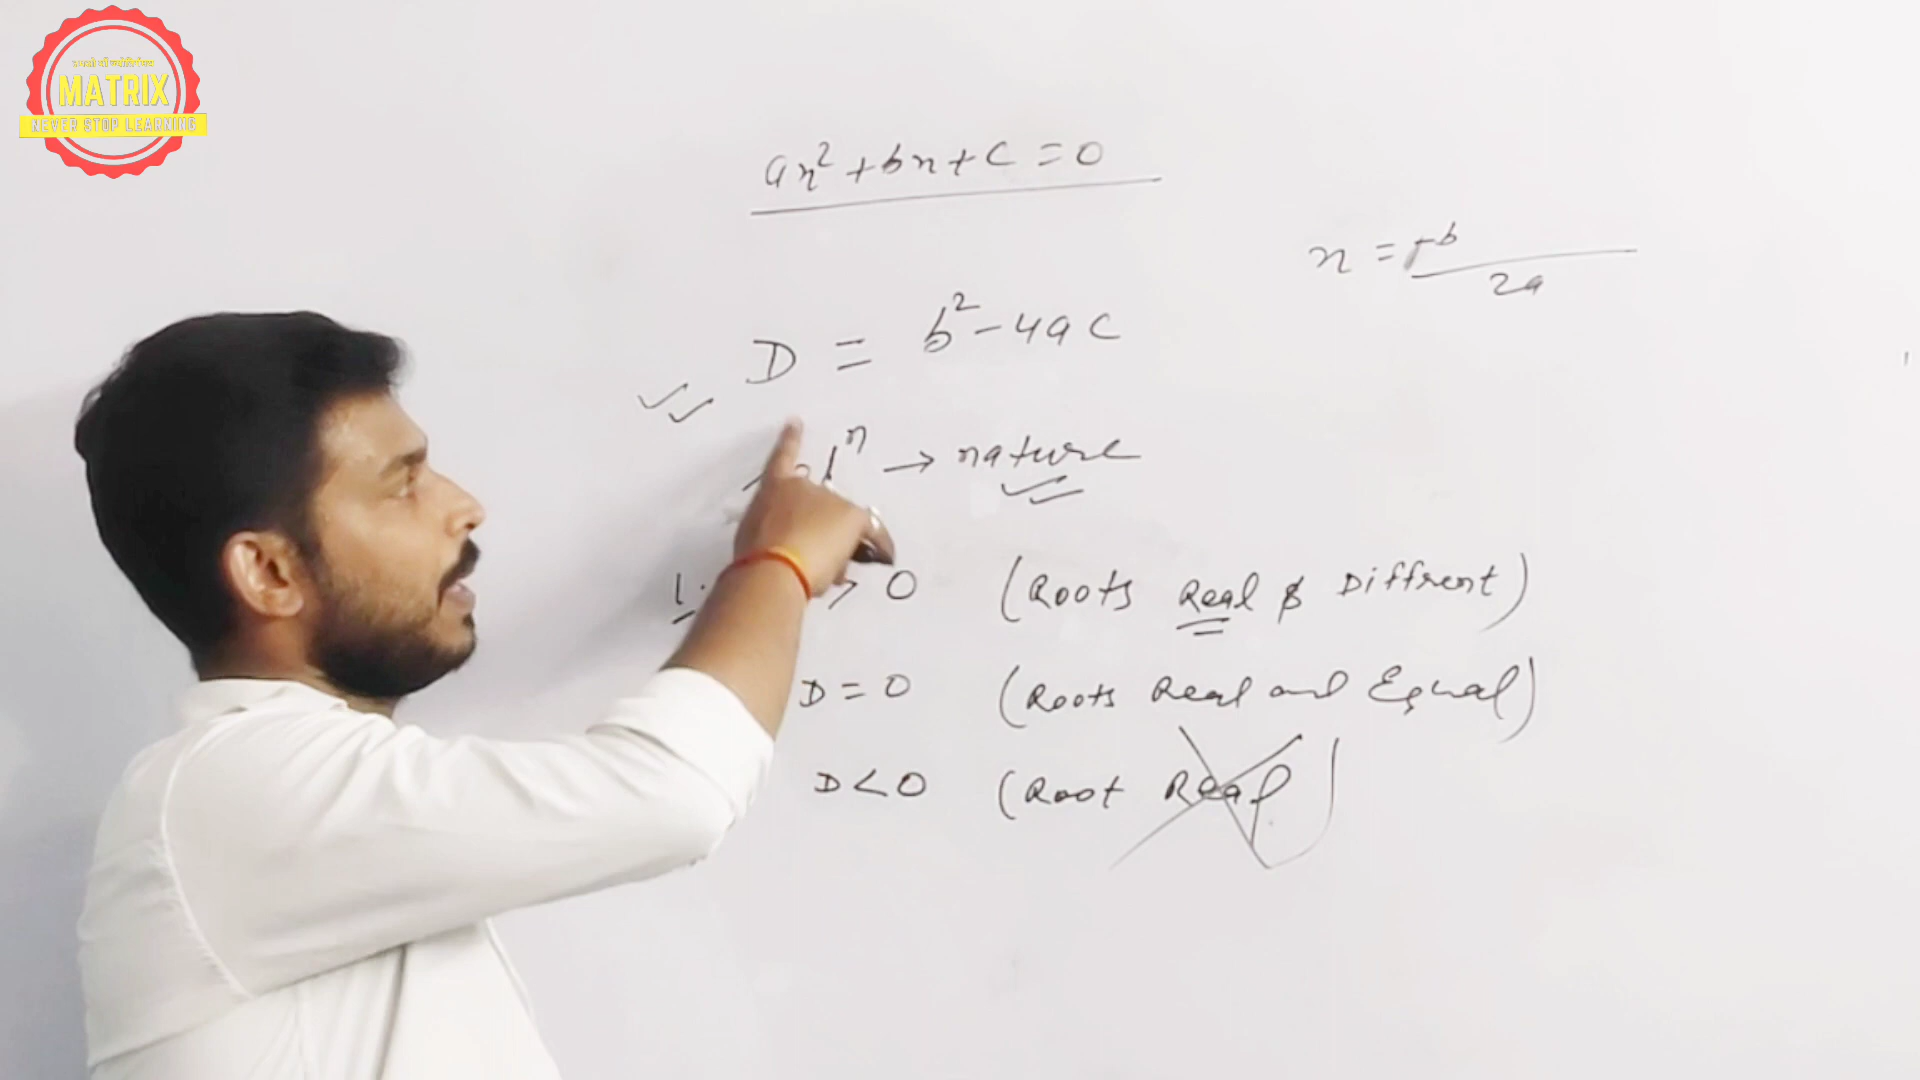 MATRIX
NEVER STOP LEARNING
ax² + bx + c = 0
x = -b
2a
D = b² - 4ac
→ nature
1. > 0 (Roots Real & Diffrent)
D = 0 (Roots Real and Equal)
D < 0 (Root Real)